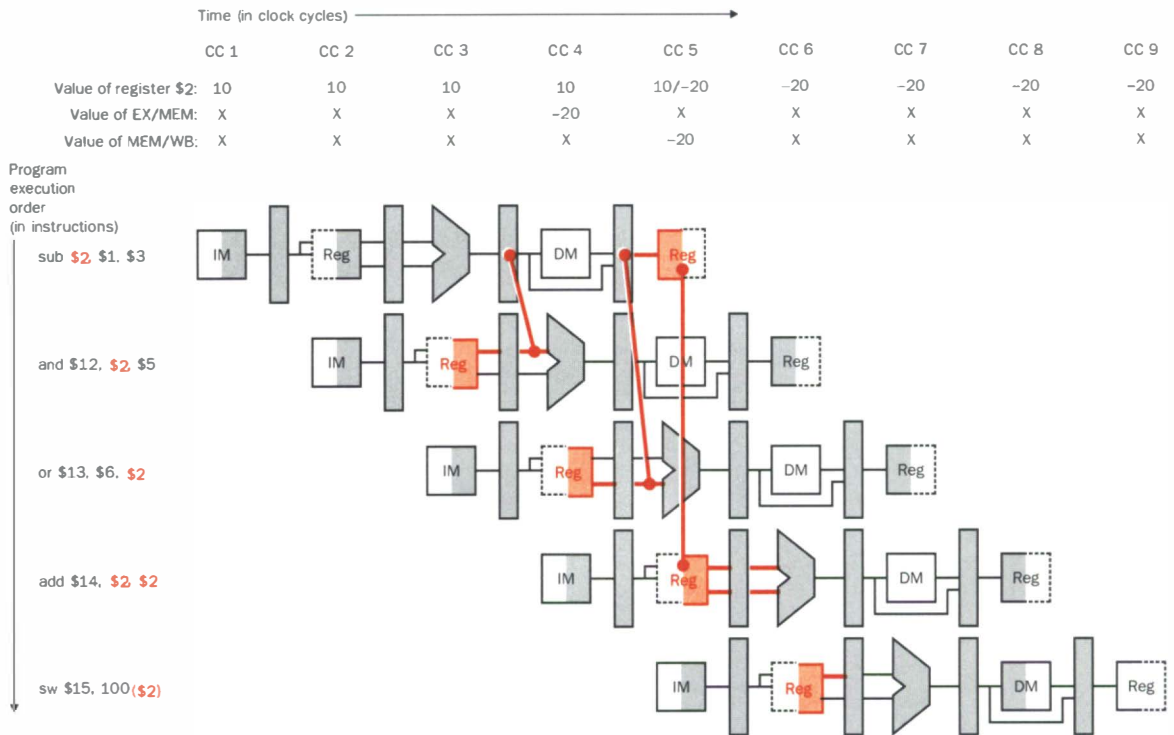 Time (in clock cycles)
CC 1 CC 2 CC 3 CC 4 CC 5 CC 6 CC 7 CC 8 CC 9
Value of register $2: 10 10 10 10 10/–20 –20 –20 –20 –20
Value of EX/MEM: X X X –20 X X X X X
Value of MEM/WB: X X X X –20 X X X X
Program
execution
order
(in instructions)
sub $2, $1, $3
IM Reg DM Reg
and $12, $2, $5
IM Reg DM Reg
or $13, $6, $2
IM Reg DM Reg
add $14, $2, $2
IM Reg DM Reg
sw $15, 100($2)
IM Reg DM Reg